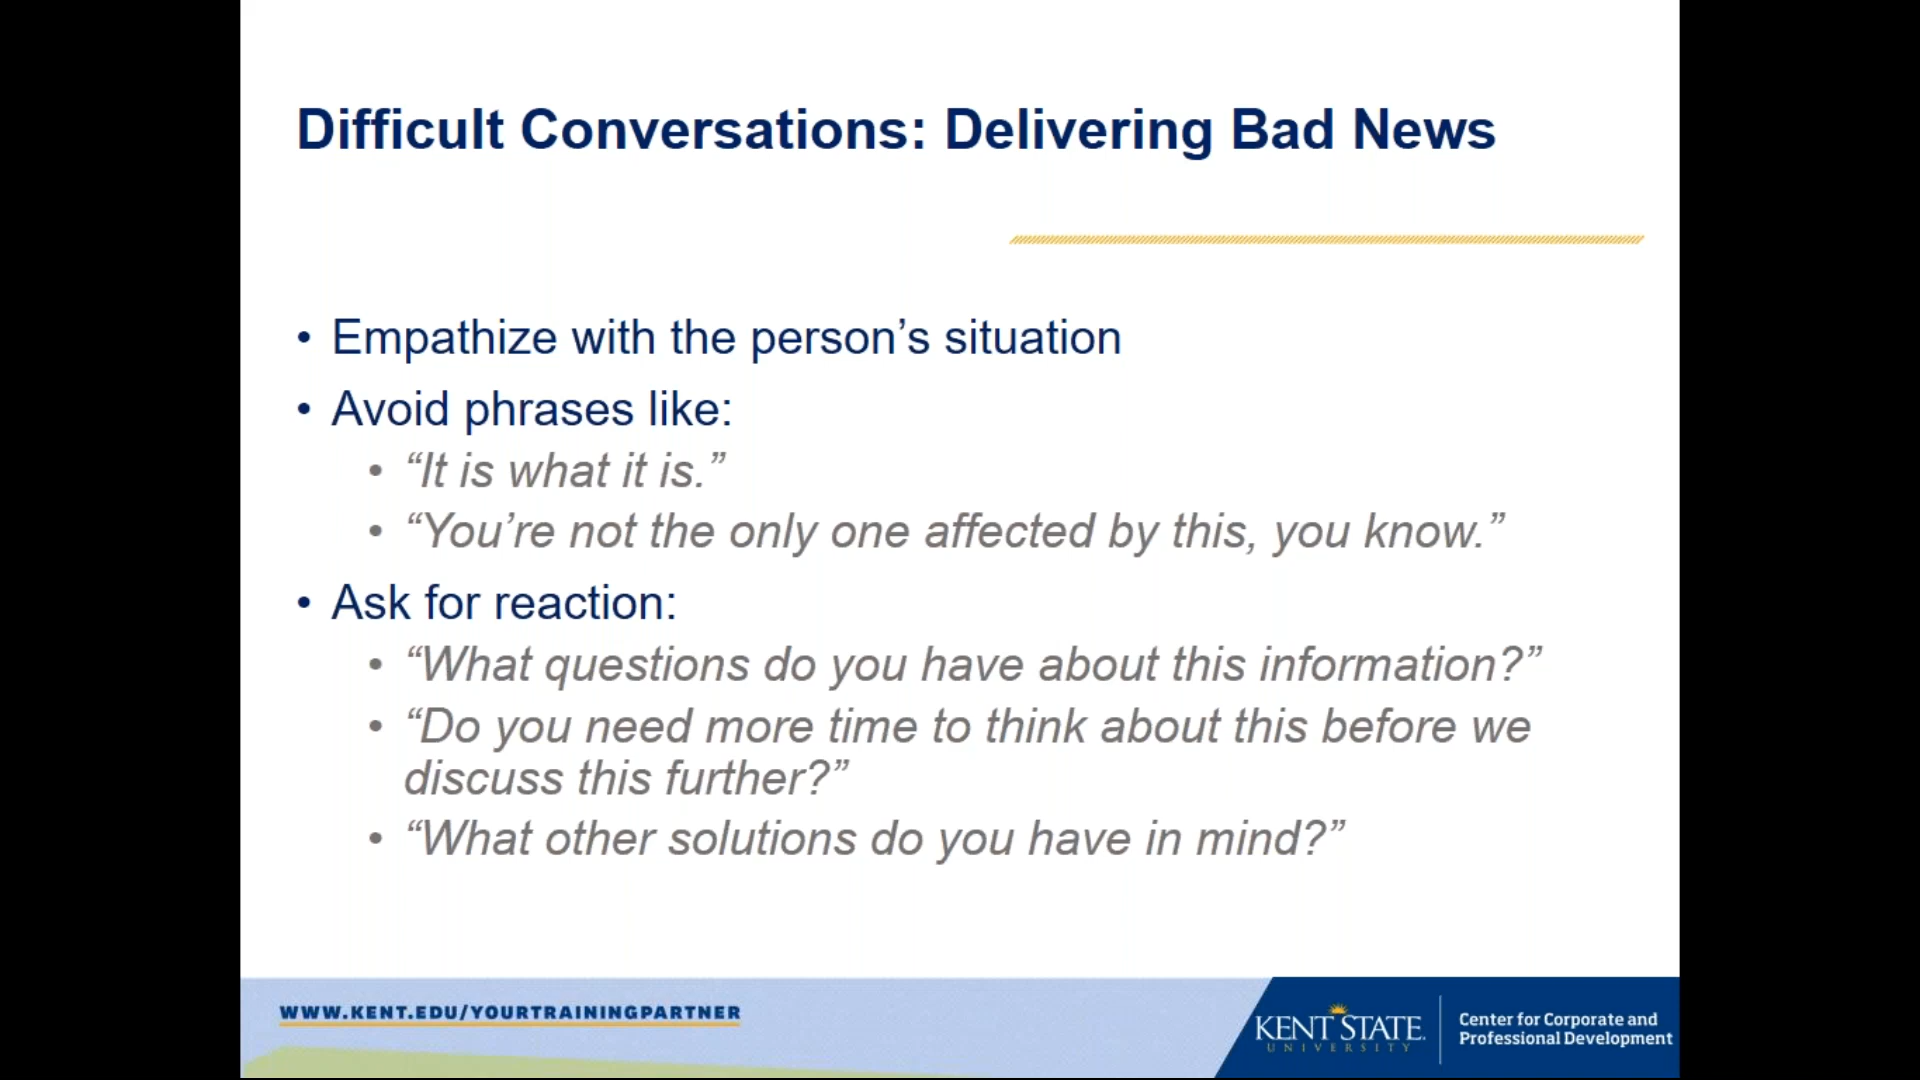 Difficult Conversations: Delivering Bad News
• Empathize with the person’s situation
• Avoid phrases like:
• “It is what it is.”
• “You’re not the only one affected by this, you know.”
• Ask for reaction:
• “What questions do you have about this information?”
• “Do you need more time to think about this before we
discuss this further?”
• “What other solutions do you have in mind?”
WWW.KENT.EDU/YOURTRAININGPARTNER
KENT STATE
UNIVERSITY
Center for Corporate and
Professional Development